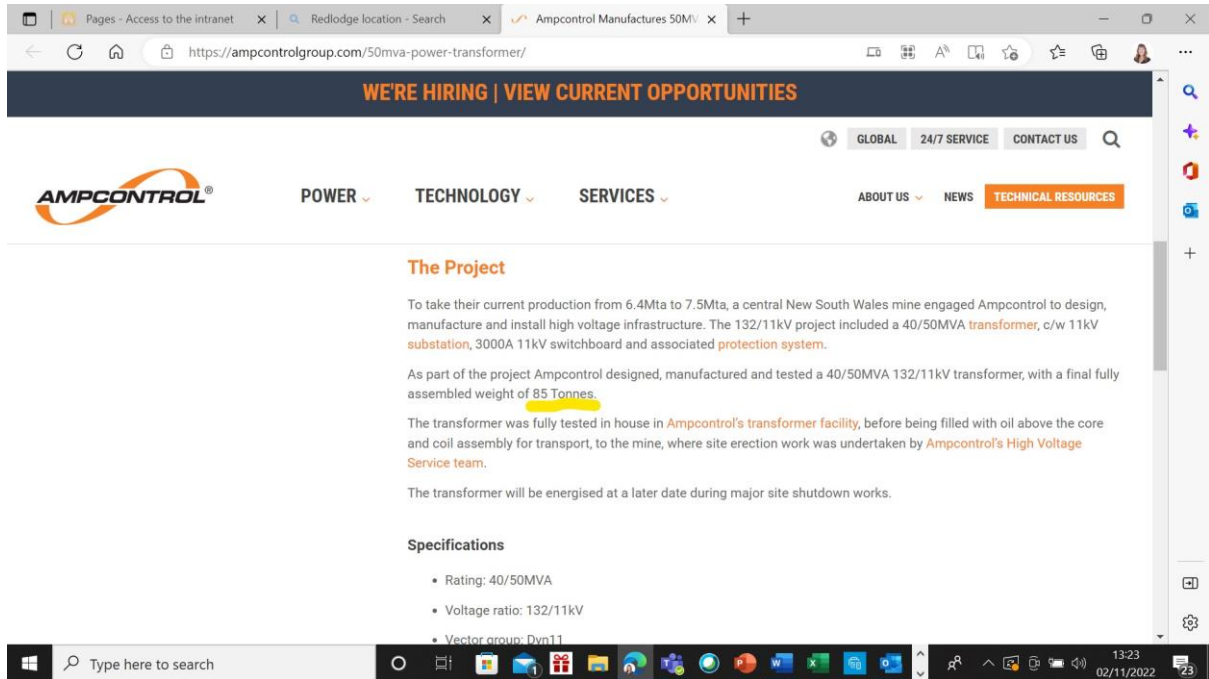 Pages - Access to the intranet
Redlodge location - Search
Ampcontrol Manufactures 50MV
https://ampcontrolgroup.com/50mva-power-transformer/
WE'RE HIRING | VIEW CURRENT OPPORTUNITIES
GLOBAL 24/7 SERVICE CONTACT US
AMPCONTROL®
POWER TECHNOLOGY SERVICES
ABOUT US NEWS TECHNICAL RESOURCES
The Project
To take their current production from 6.4Mta to 7.5Mta, a central New South Wales mine engaged Ampcontrol to design,
manufacture and install high voltage infrastructure. The 132/11kV project included a 40/50MVA transformer, c/w 11kV
substation, 3000A 11kV switchboard and associated protection system.
As part of the project Ampcontrol designed, manufactured and tested a 40/50MVA 132/11kV transformer, with a final fully
assembled weight of 85 Tonnes.
The transformer was fully tested in house in Ampcontrol's transformer facility, before being filled with oil above the core
and coil assembly for transport, to the mine, where site erection work was undertaken by Ampcontrol's High Voltage
Service team.
The transformer will be energised at a later date during major site shutdown works.
Specifications
• Rating: 40/50MVA
• Voltage ratio: 132/11kV
• Vector group: Dyn11
Type here to search
13:23
02/11/2022
23